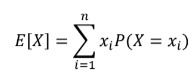 E[X] = \sum_{i=1}^{n} x_i P(X = x_i)